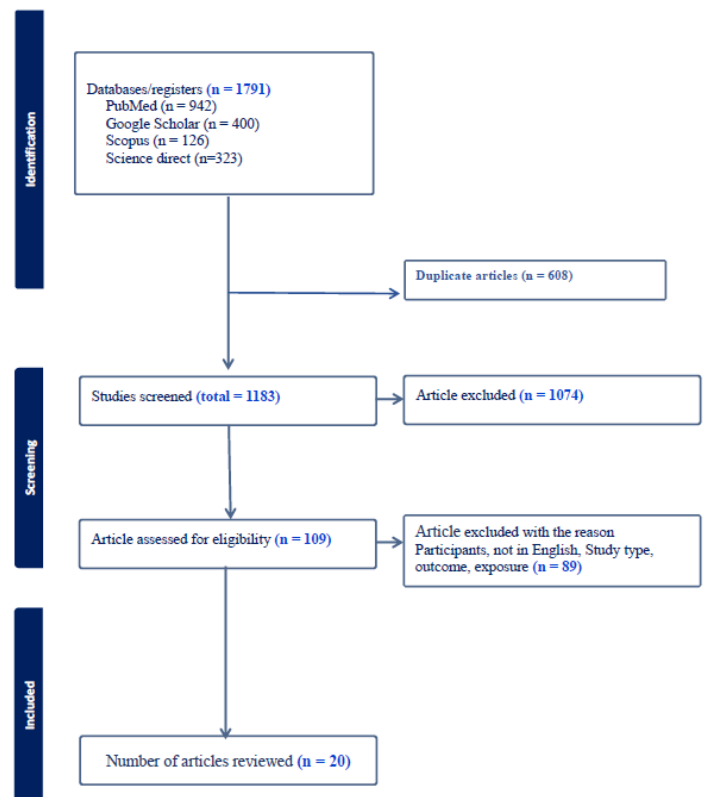 Identification
Databases/registers (n = 1791)
PubMed (n = 942)
Google Scholar (n = 400)
Scopus (n = 126)
Science direct (n=323)
Duplicate articles (n = 608)
Screening
Studies screened (total = 1183)
Article excluded (n = 1074)
Article assessed for eligibility (n = 109)
Article excluded with the reason
Participants, not in English, Study type,
outcome, exposure (n = 89)
Included
Number of articles reviewed (n = 20)